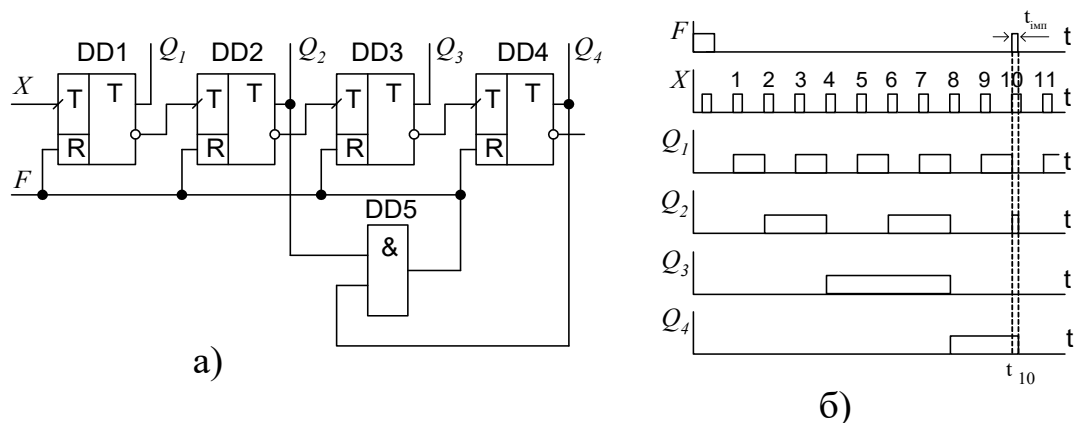 DD1 Q1 DD2 Q2 DD3 Q3 DD4 Q4
X T T T T T T T T
R R R R
F
DD5
&
а)
F tімп t
X 1 2 3 4 5 6 7 8 9 10 11 t
Q1 t
Q2 t
Q3 t
Q4 t
t 10
б)